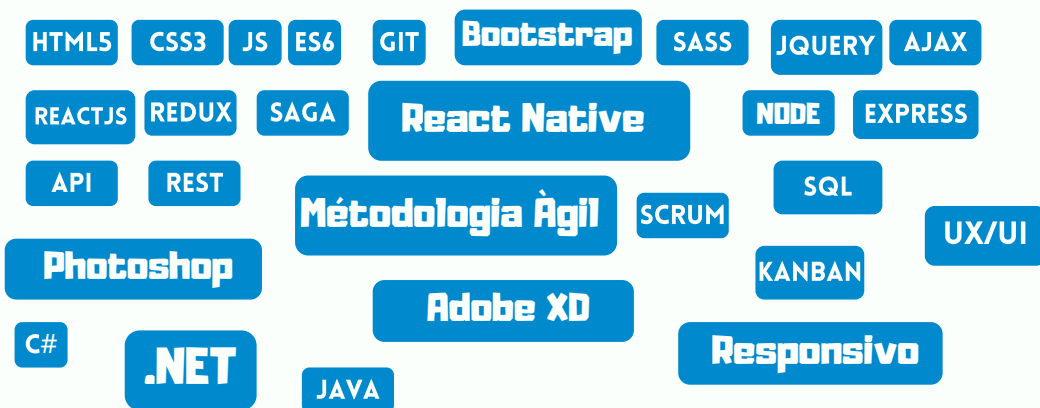 HTML5
CSS3
JS
ES6
GIT
Bootstrap
SASS
JQUERY
AJAX
REACTJS
REDUX
SAGA
React Native
NODE
EXPRESS
API
REST
Métodologia Àgil
SCRUM
SQL
UX/UI
Photoshop
KANBAN
Adobe XD
C#
.NET
JAVA
Responsivo